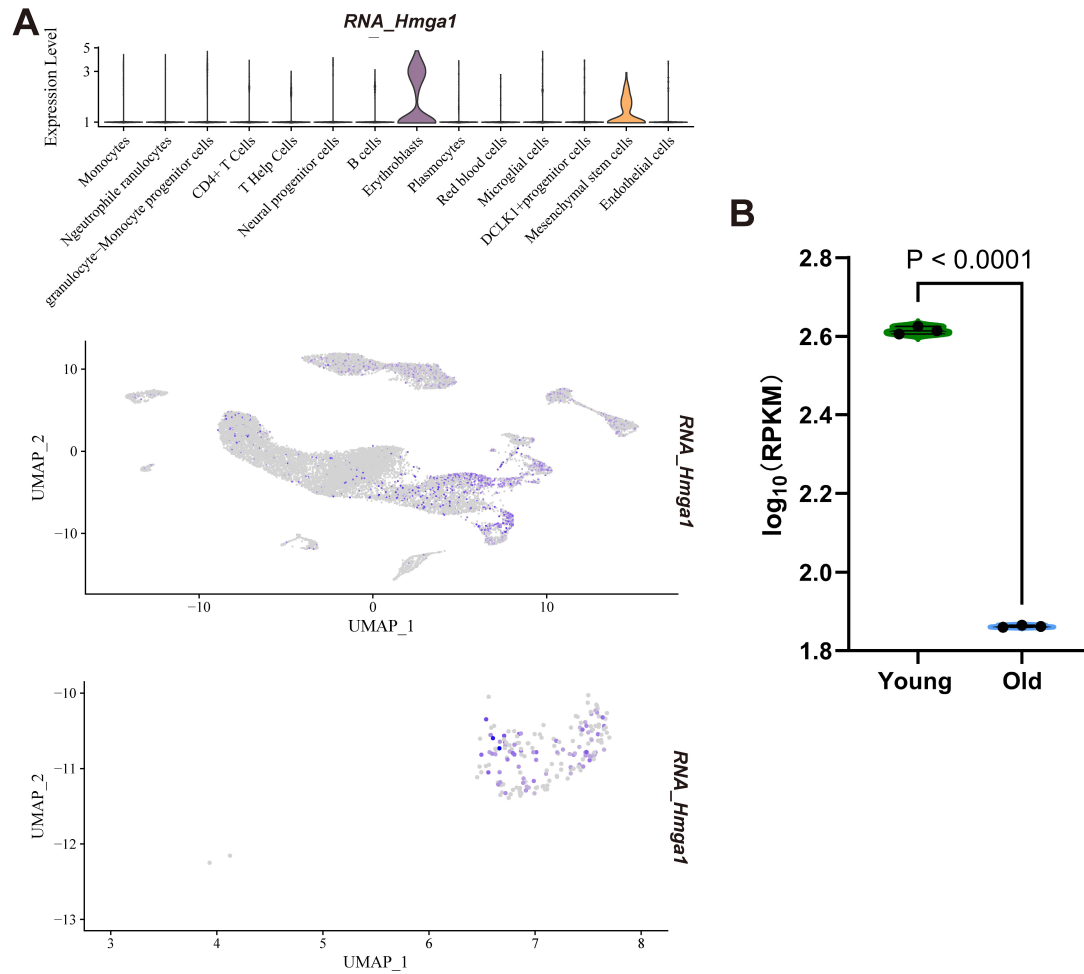 A
RNA_Hmga1
Expression Level
5
3
1
Monocytes
Ngeutrophile ranulocytes
granulocyte−Monocyte progenitor cells
CD4+ T Cells
T Help Cells
Neural progenitor cells
B cells
Erythroblasts
Plasmocytes
Red blood cells
Microglial cells
DCLK1+progenitor cells
Mesenchymal stem cells
Endothelial cells
UMAP_2
10
0
−10
−10
0
10
UMAP_1
RNA_Hmga1
UMAP_2
−10
−11
−12
−13
3
4
5
6
7
8
UMAP_1
RNA_Hmga1
B
P < 0.0001
log10(RPKM)
2.8
2.6
2.4
2.2
2.0
1.8
Young
Old